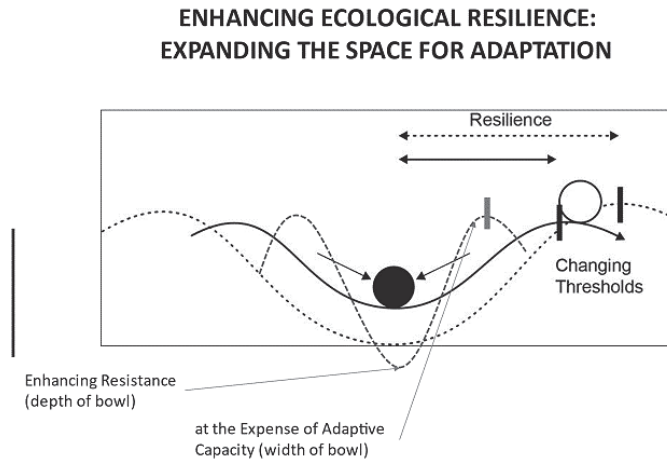 ENHANCING ECOLOGICAL RESILIENCE:
EXPANDING THE SPACE FOR ADAPTATION
Resilience
Changing
Thresholds
Enhancing Resistance
(depth of bowl)
at the Expense of Adaptive
Capacity (width of bowl)